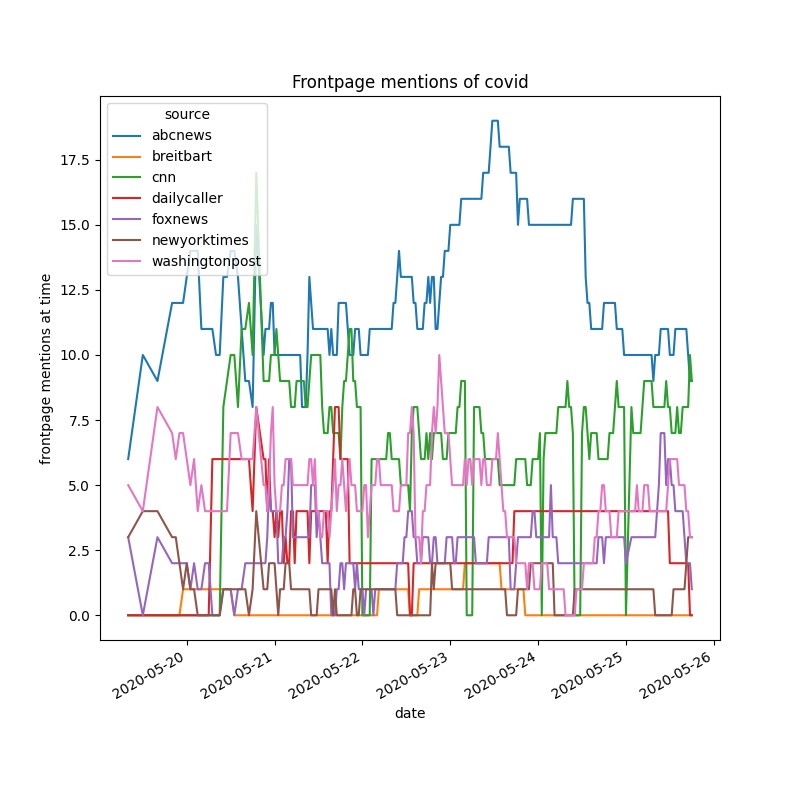 Frontpage mentions of covid
source
abcnews
breitbart
cnn
dailycaller
foxnews
newyorktimes
washingtonpost
17.5
15.0
12.5
10.0
7.5
5.0
2.5
0.0
frontpage mentions at time
2020-05-20
2020-05-21
2020-05-22
2020-05-23
2020-05-24
2020-05-25
2020-05-26
date